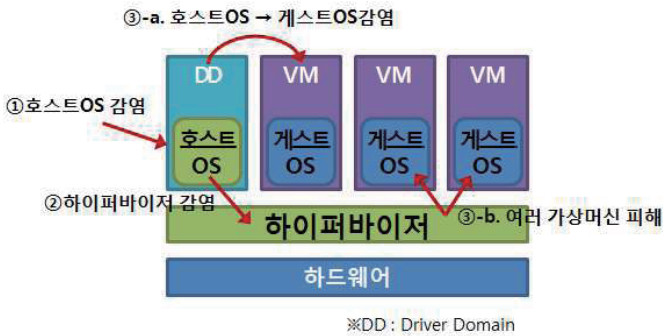 ③-a. 호스트OS → 게스트OS감염
DD
VM
VM
VM
①호스트OS 감염
호스트
OS
게스트
OS
게스트
OS
게스트
OS
②하이퍼바이저 감염
③-b. 여러 가상머신 피해
하이퍼바이저
하드웨어
※DD : Driver Domain